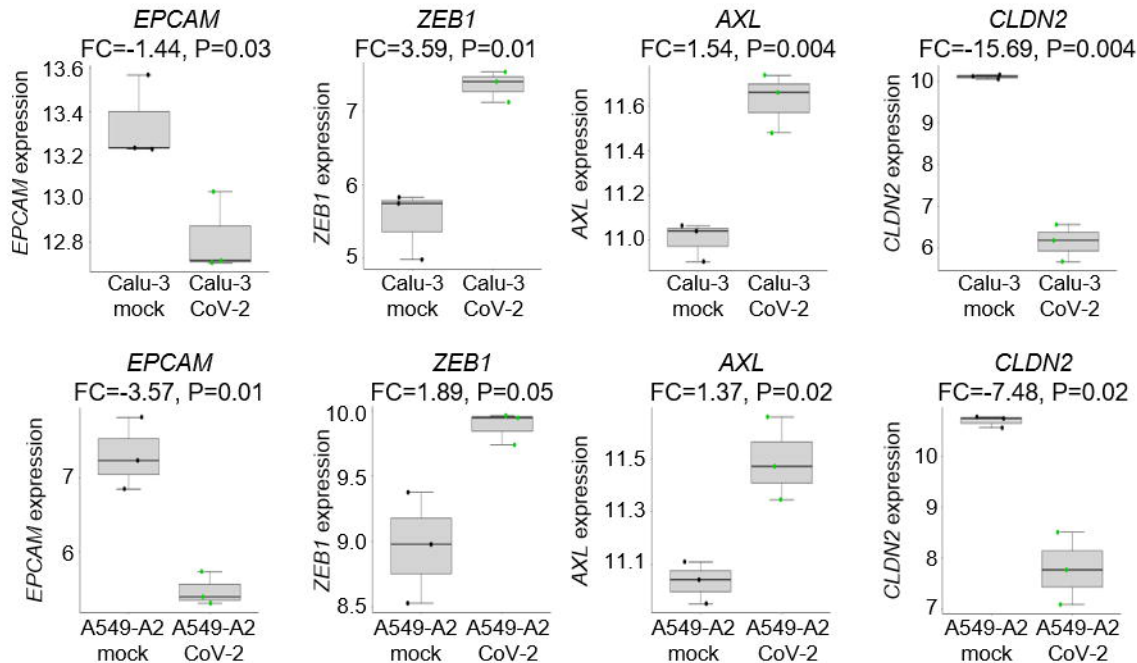 EPCAM
FC=-1.44, P=0.03
EPCAM expression
13.6
13.4
13.2
13.0
12.8
Calu-3 Calu-3
mock CoV-2
ZEB1
FC=3.59, P=0.01
ZEB1 expression
7
6
5
Calu-3 Calu-3
mock CoV-2
AXL
FC=1.54, P=0.004
AXL expression
11.6
11.4
11.2
11.0
Calu-3 Calu-3
mock CoV-2
CLDN2
FC=-15.69, P=0.004
CLDN2 expression
10
10
8
7
6
Calu-3 Calu-3
mock CoV-2
EPCAM
FC=-3.57, P=0.01
EPCAM expression
7
6
A549-A2 A549-A2
mock CoV-2
ZEB1
FC=1.89, P=0.05
ZEB1 expression
10.0
9.5
9.0
8.5
A549-A2 A549-A2
mock CoV-2
AXL
FC=1.37, P=0.02
AXL expression
11.5
11.3
11.1
A549-A2 A549-A2
mock CoV-2
CLDN2
FC=-7.48, P=0.02
CLDN2 expression
10
9
8
7
A549-A2 A549-A2
mock CoV-2